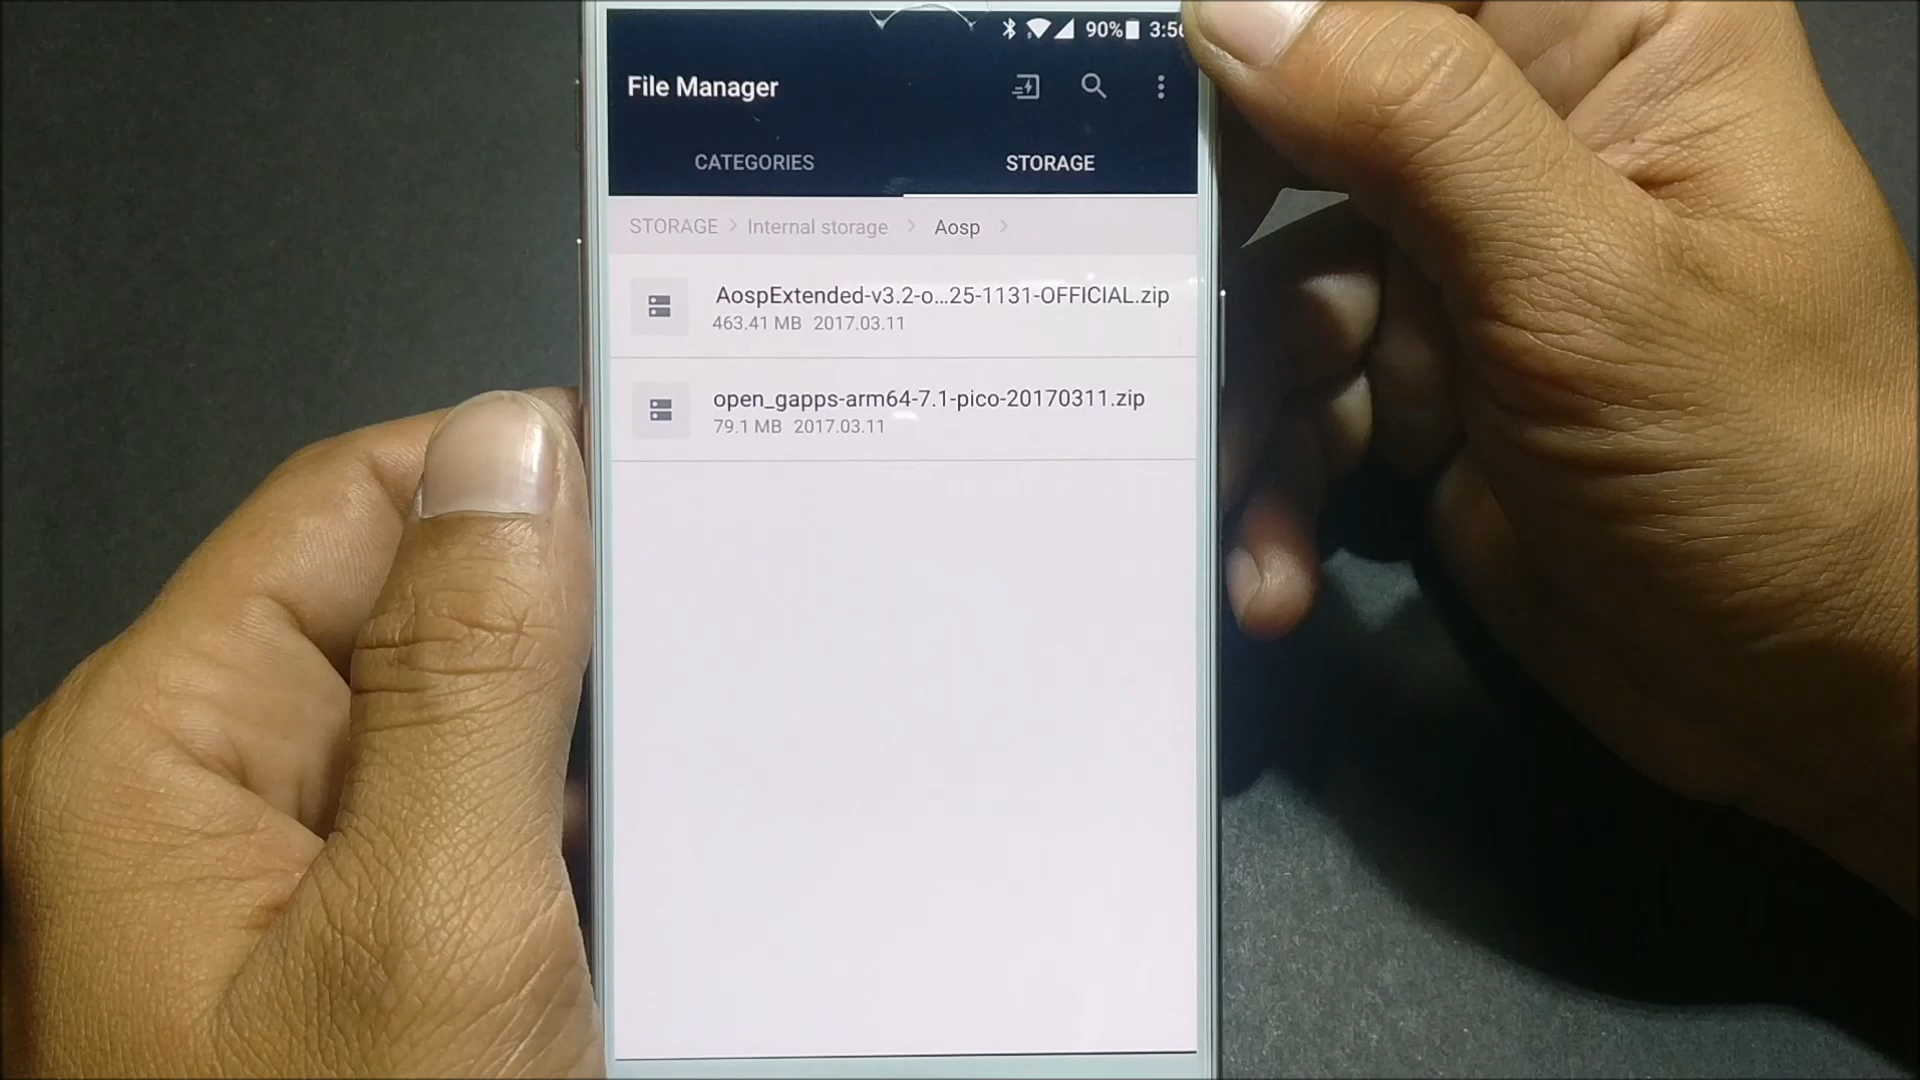 90% 3:56
File Manager
CATEGORIES STORAGE
STORAGE > Internal storage > Aosp >
AospExtended-v3.2-o...25-1131-OFFICIAL.zip
463.41 MB 2017.03.11
open_gapps-arm64-7.1-pico-20170311.zip
79.1 MB 2017.03.11